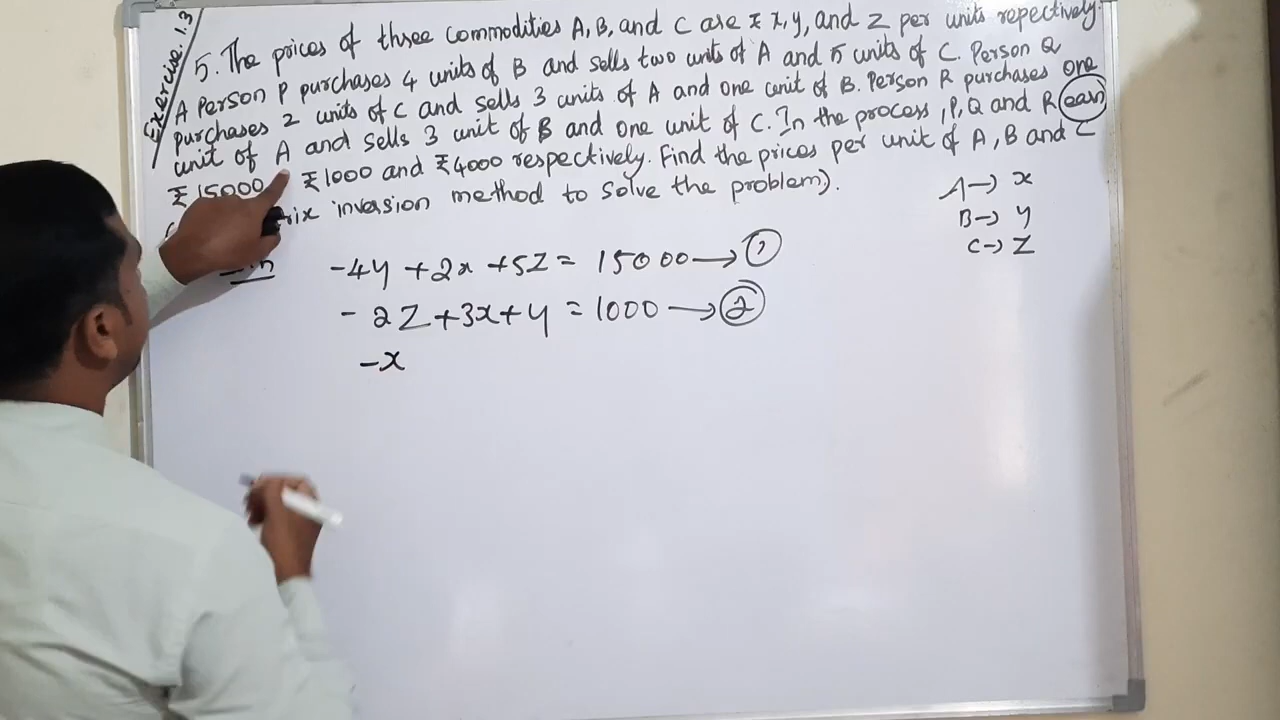 Exercise: 1.3
5. The prices of three commodities A, B, and C are ₹ x, y, and z per units ropectively.
A Person P purchases 4 units of B and sells two units of A and 5 units of C. Person Q
purchases 2 units of C and sells 3 units of A and one unit of B. Person R purchases one
unit of A and sells 3 unit of B and one unit of C. In the process, P, Q and R earn
₹15000 ₹1000 and ₹4000 respectively. Find the prices per unit of A, B and C
invasion method to solve the problem).
A → x
B → y
C → z
-4y + 2x + 5z = 15000 → ①
- 2z + 3x + y = 1000 → ②
-x